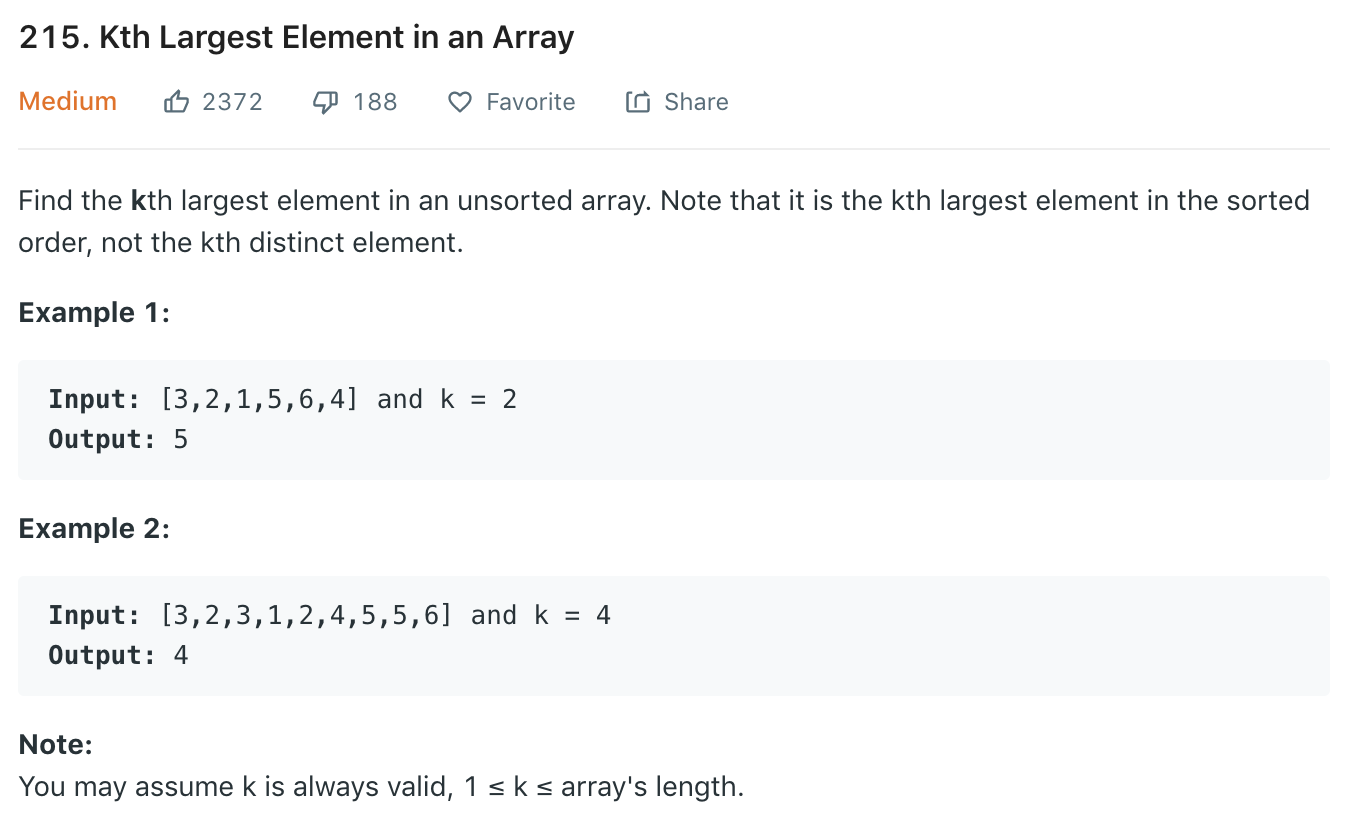 215. Kth Largest Element in an Array
Medium 2372 188 Favorite Share
Find the kth largest element in an unsorted array. Note that it is the kth largest element in the sorted
order, not the kth distinct element.
Example 1:
Input: [3,2,1,5,6,4] and k = 2
Output: 5
Example 2:
Input: [3,2,3,1,2,4,5,5,6] and k = 4
Output: 4
Note:
You may assume k is always valid, 1 ≤ k ≤ array's length.